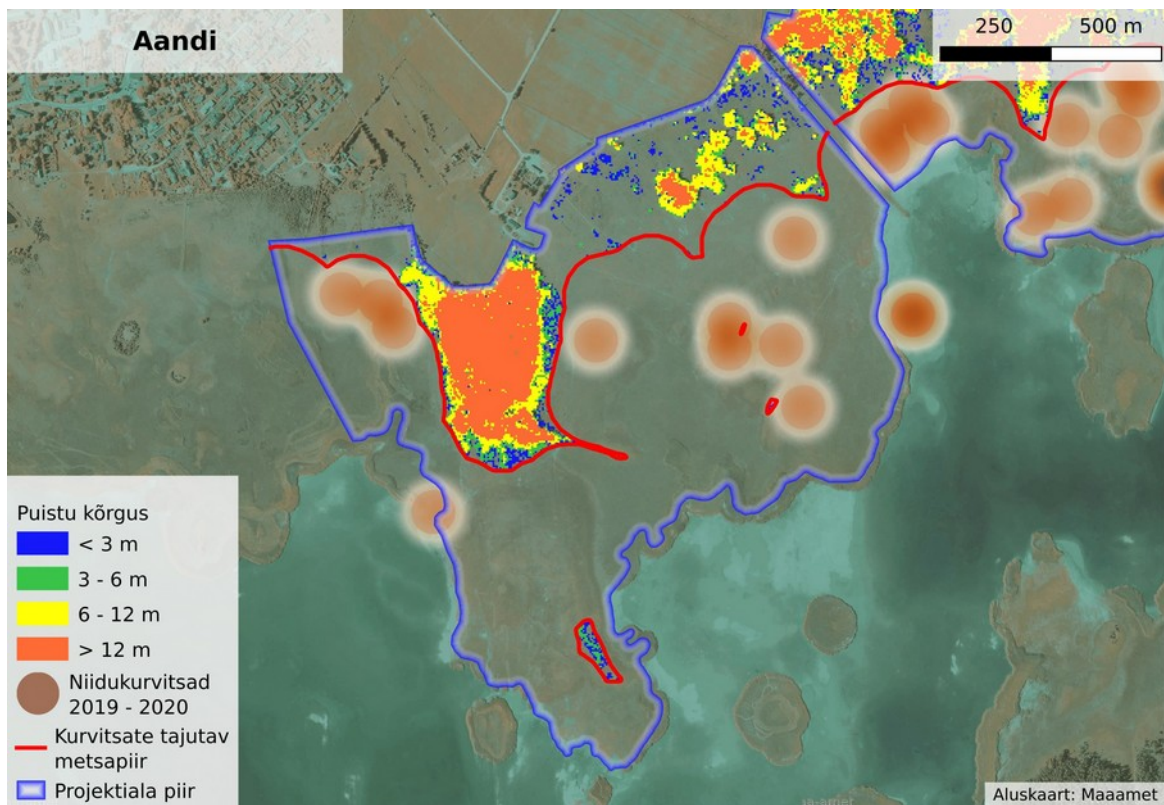 Aandi
250 500 m
Puistu kõrgus
< 3 m
3 - 6 m
6 - 12 m
> 12 m
Niidukurvitsad
2019 - 2020
Kurvitsate tajutav
metsapiir
Projektiala piir
Aluskaart: Maaamet